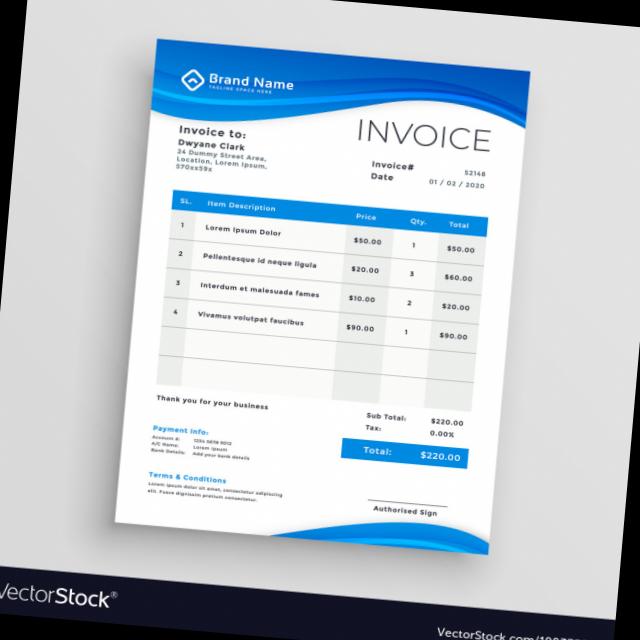 Brand Name
TAGLINE SPACE HERE
INVOICE
Invoice to:
Dwyane Clark
24 Dummy Street Area,
Location, Lorem Ipsum,
570xx59x
Invoice# 52148
Date 01 / 02 / 2020
SL. Item Description Price Qty. Total
1 Lorem Ipsum Dolor $50.00 1 $50.00
2 Pellentesque id neque ligula $20.00 3 $60.00
3 Interdum et malesuada fames $10.00 2 $20.00
4 Vivamus volutpat faucibus $90.00 1 $90.00
Thank you for your business
Sub Total: $220.00
Tax: 0.00%
Total: $220.00
Payment Info:
Account #: 1234 5678 9012
A/C Name: Lorem Ipsum
Bank Details: Add your bank details
Terms & Conditions
Lorem ipsum dolor sit amet, consectetur adipiscing
elit. Fusce dignissim pretium consectetur.
Authorised Sign
VectorStock®